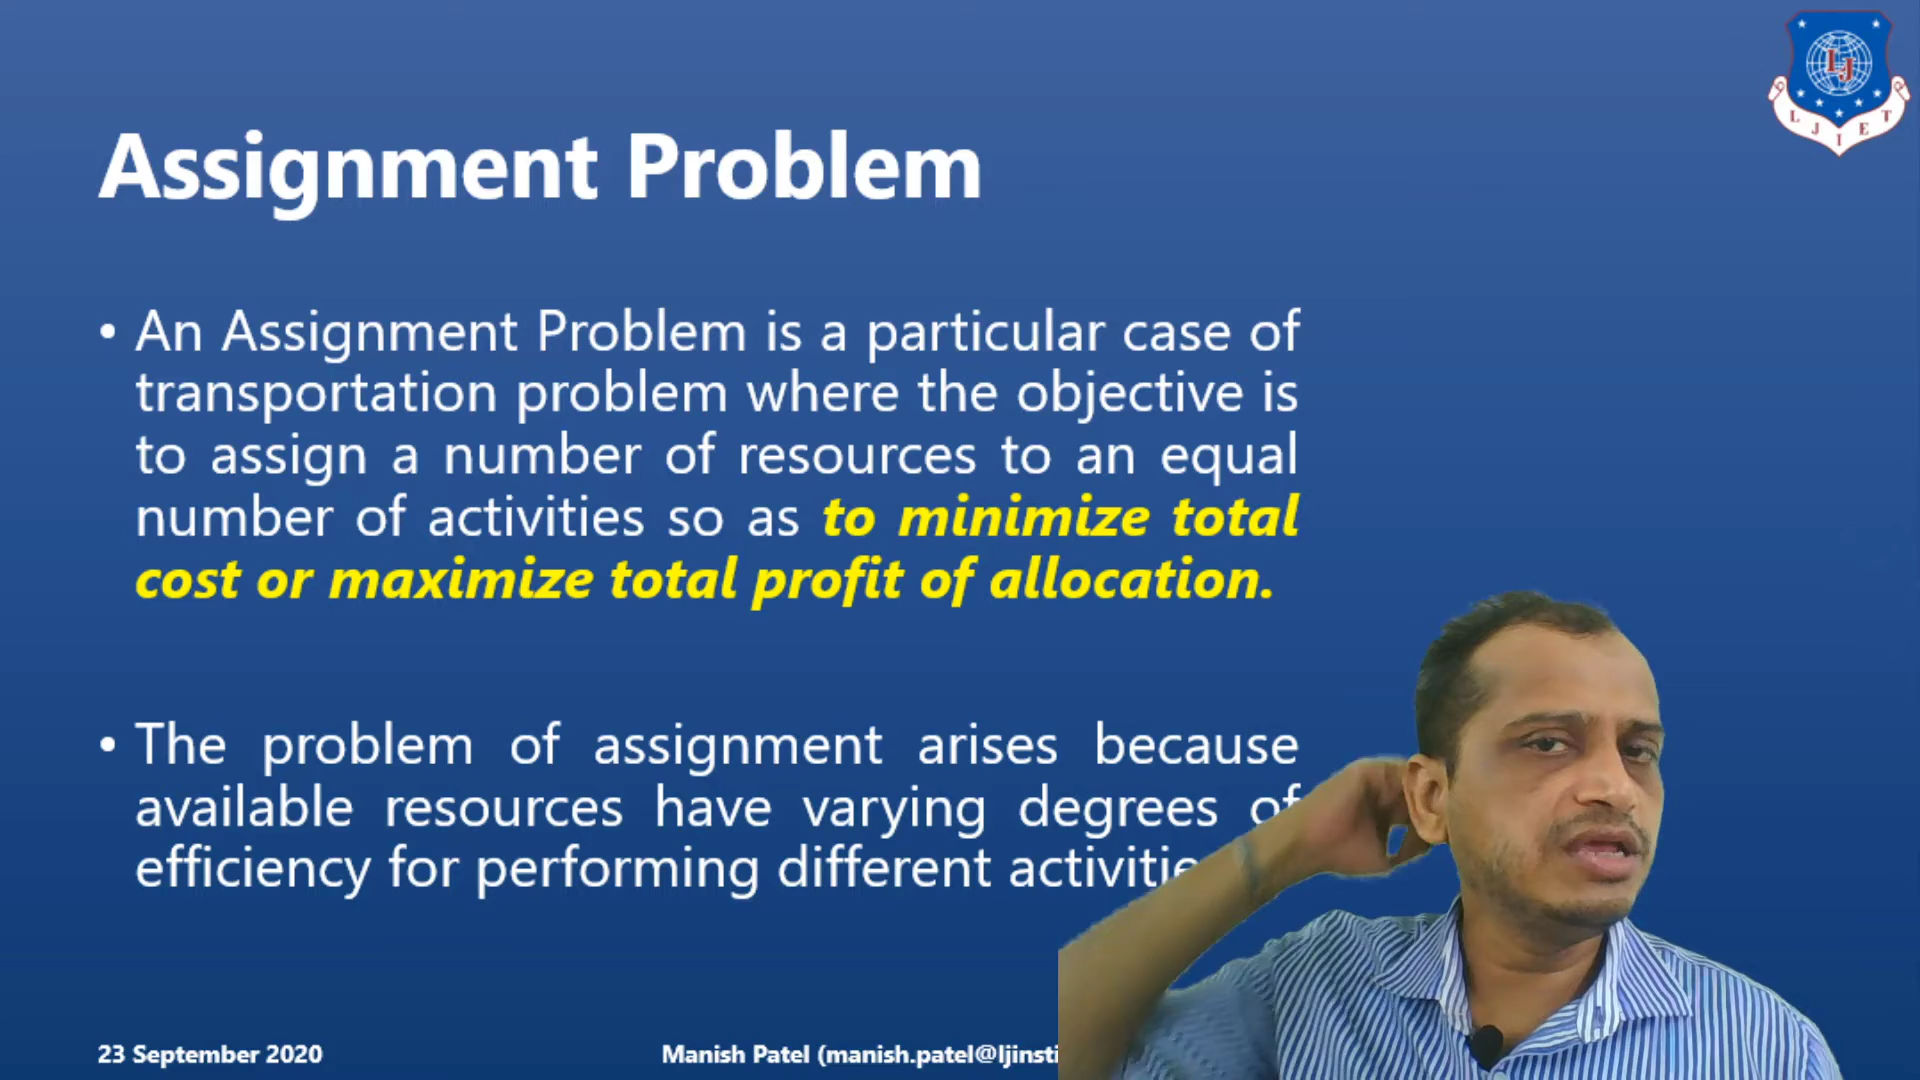 Assignment Problem
• An Assignment Problem is a particular case of
transportation problem where the objective is
to assign a number of resources to an equal
number of activities so as to minimize total
cost or maximize total profit of allocation.
• The problem of assignment arises because
available resources have varying degrees of
efficiency for performing different
23 September 2020
Manish Patel
LJ
L J I E T